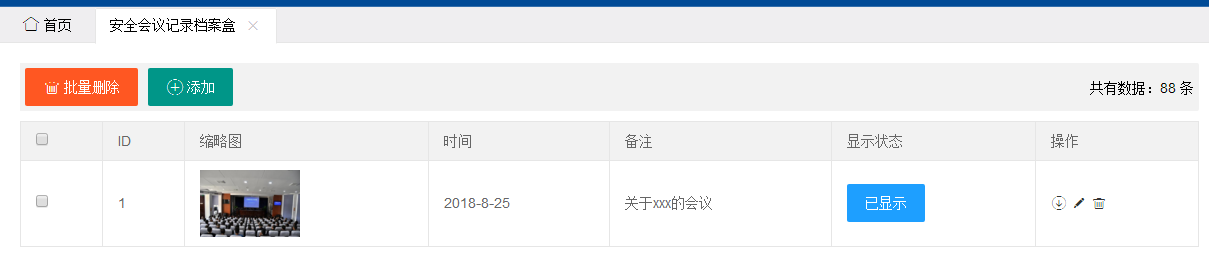 首页 安全会议记录档案盒
批量删除 添加 共有数据：88 条
ID 缩略图 时间 备注 显示状态 操作
1 2018-8-25 关于xxx的会议 已显示